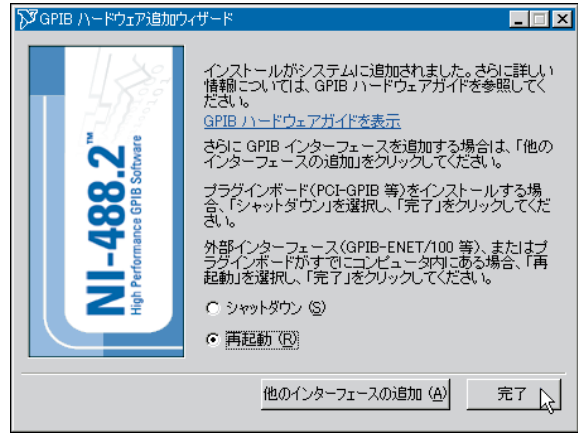 GPIB ハードウェア追加ウィザード
インストールがシステムに追加されました。さらに詳しい
情報については、GPIB ハードウェアガイドを参照してく
ださい。
GPIB ハードウェアガイドを表示
さらに GPIB インターフェースを追加する場合は、「他の
インターフェースの追加」をクリックしてください。
プラグインボード(PCI-GPIB 等)をインストールする場
合、「シャットダウン」を選択し、「完了」をクリックしてくだ
さい。
外部インターフェース(GPIB-ENET/100 等)、またはプ
ラグインボードがすでにコンピュータ内にある場合、「再
起動」を選択し、「完了」をクリックしてください。
シャットダウン (S)
再起動 (R)
他のインターフェースの追加 (A)
完了
NI-488.2™
High Performance GPIB Software